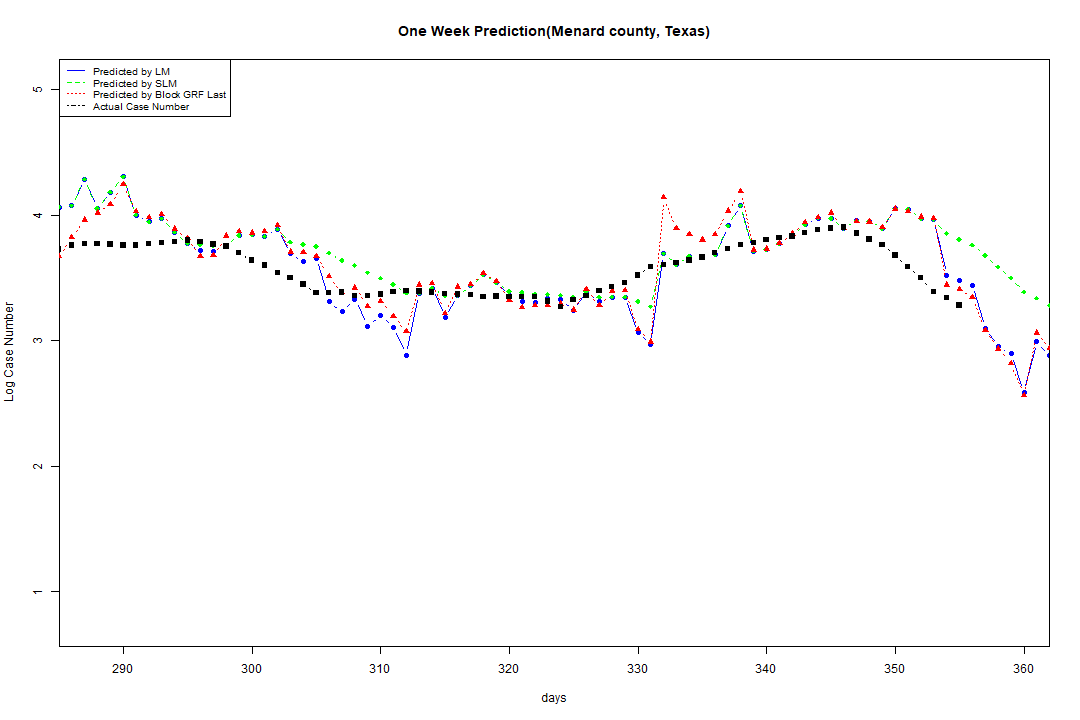 One Week Prediction(Menard county, Texas)
Predicted by LM
Predicted by SLM
Predicted by Block GRF Last
Actual Case Number
5
4
3
2
1
Log Case Number
290 300 310 320 330 340 350 360
days